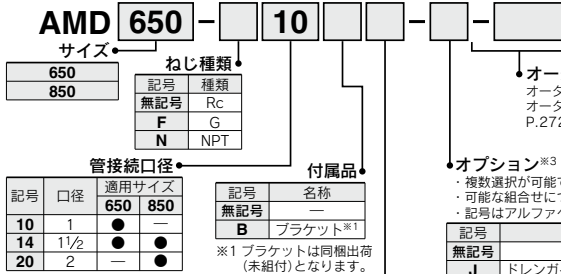 AMD 650 - 10 - -
サイズ
650
850
ねじ種類
記号 種類
無記号 Rc
F G
N NPT
管接続口径
記号 口径 適用サイズ
650 850
10 1 ● —
14 11/2 ● ●
20 2 — ●
付属品
記号 名称
無記号 —
B ブラケット※1
※1 ブラケットは同梱出荷
(未組付)となります。
オー
オータ
オータ
P.272
オプション※3
・複数選択が可能で
・可能な組合せにつ
・記号はアルファベ
記号
無記号
J ドレンガ